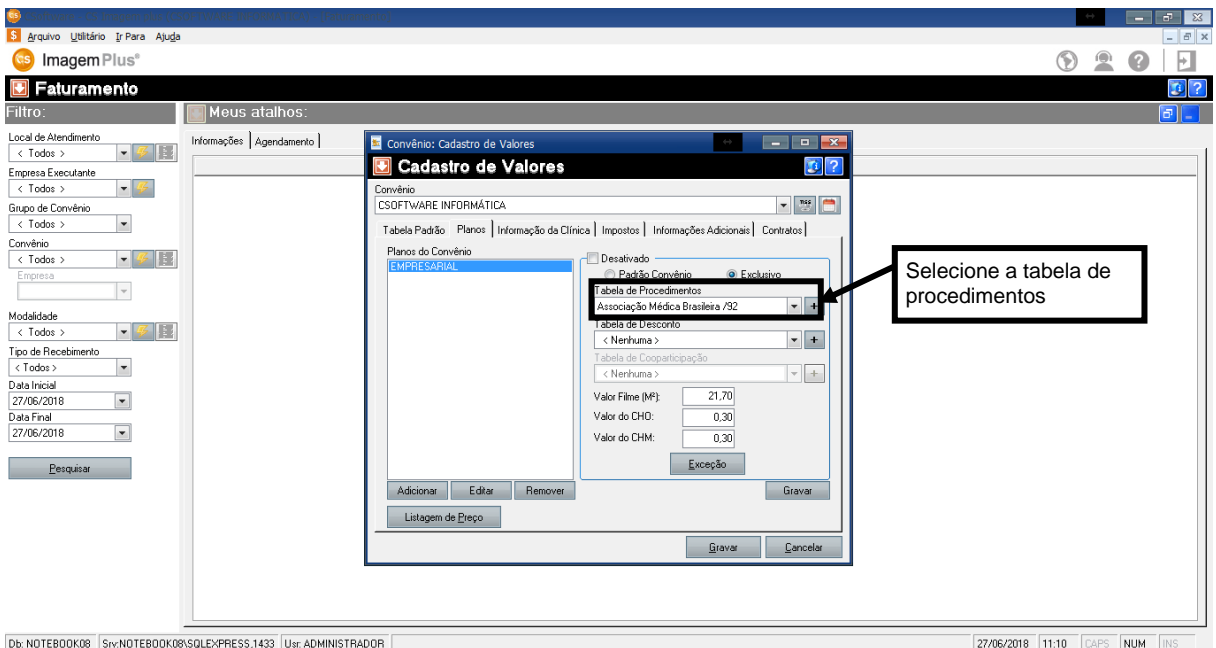 Arquivo Utilitário Ir Para Ajuda
ImagemPlus®
Faturamento
Filtro:
Meus atalhos:
Local de Atendimento
< Todos >
Empresa Executante
< Todos >
Grupo de Convênio
< Todos >
Convênio
< Todos >
Empresa
Modalidade
< Todos >
Tipo de Recebimento
< Todos >
Data Inicial
27/06/2018
Data Final
27/06/2018
Pesquisar
Informações Agendamento
Convênio: Cadastro de Valores
Cadastro de Valores
Convênio
CSOFTWARE INFORMÁTICA
Tabela Padrão Planos Informação da Clínica Impostos Informações Adicionais Contratos
Planos do Convênio
EMPRESARIAL
Desativado
Padrão Convênio Exclusivo
Tabela de Procedimentos
Associação Médica Brasileira /92
Tabela de Desconto
< Nenhuma >
Tabela de Cooparticipação
< Nenhuma >
Valor Filme (M²): 21,70
Valor do CHO: 0,30
Valor do CHM: 0,30
Exceção
Adicionar Editar Remover Gravar
Listagem de Preço
Gravar Cancelar
Selecione a tabela de
procedimentos
Db: NOTEBOOK08 Srv:NOTEBOOK08\SQLEXPRESS,1433 Usr: ADMINISTRADOR 27/06/2018 11:10 CAPS NUM INS